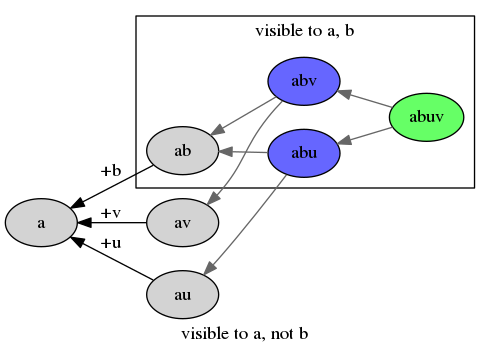 visible to a, b
abv
abuv
ab
abu
+b
a
+v
av
+u
au
visible to a, not b